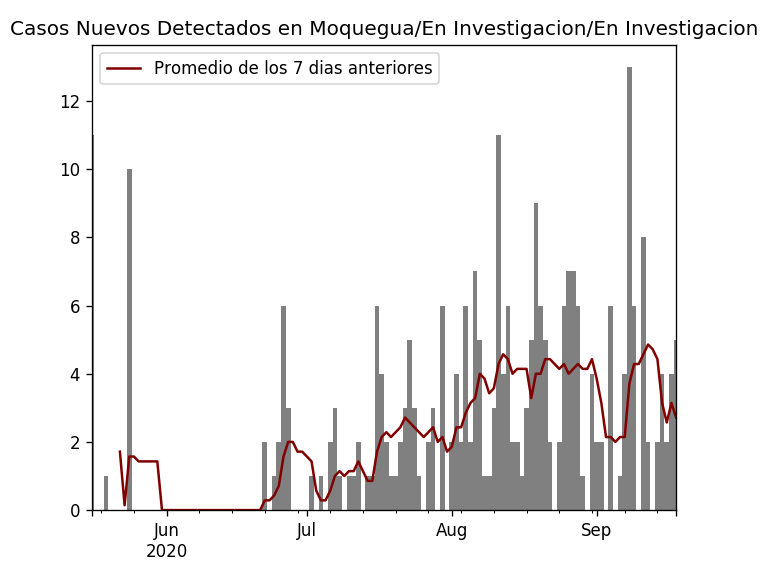 Casos Nuevos Detectados en Moquegua/En Investigacion/En Investigacion
Promedio de los 7 dias anteriores
12
10
8
6
4
2
0
Jun Jul Aug Sep
2020